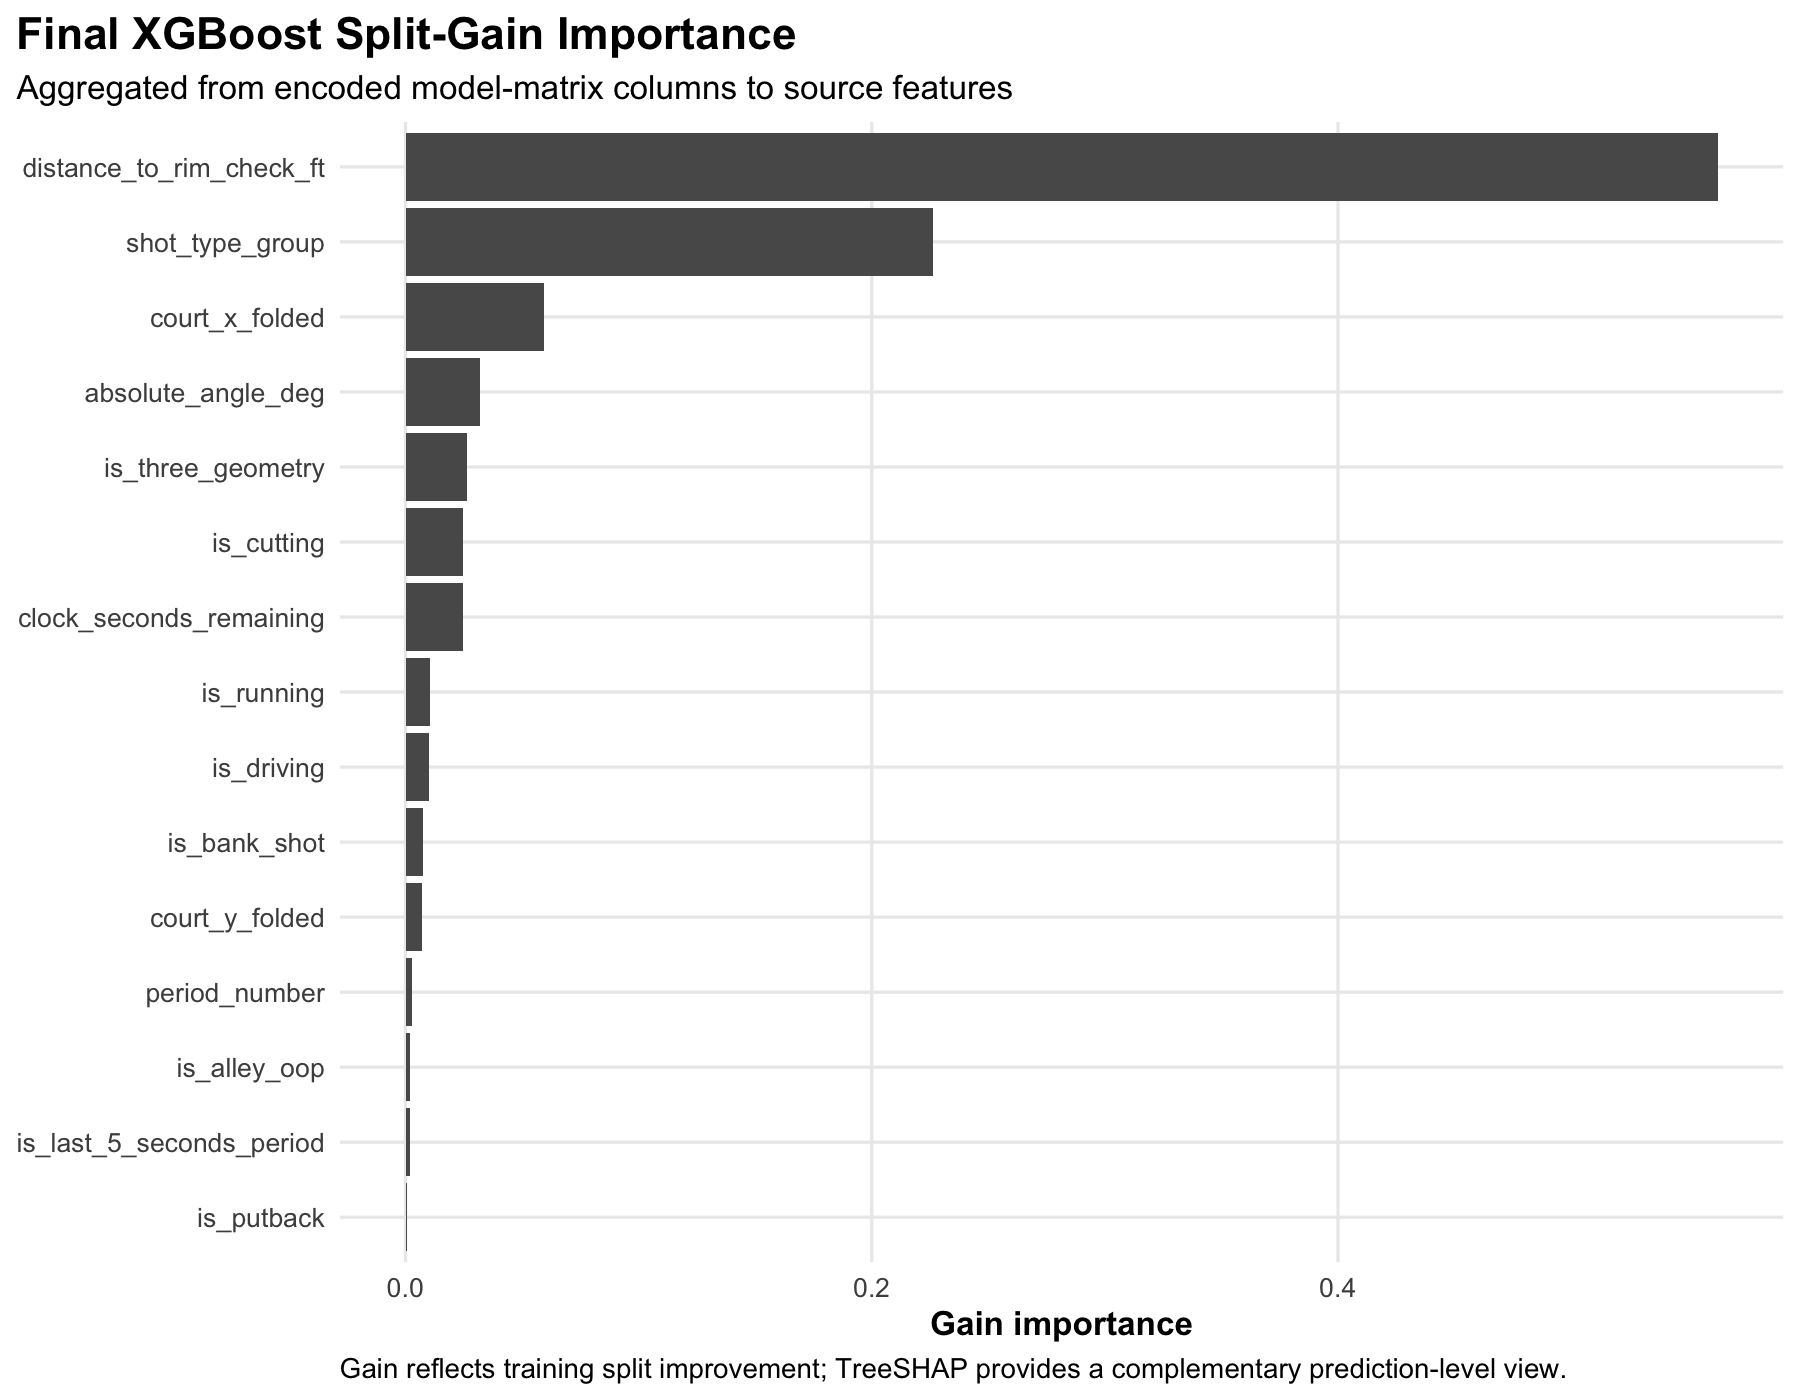 Final XGBoost Split-Gain Importance
Aggregated from encoded model-matrix columns to source features
distance_to_rim_check_ft
shot_type_group
court_x_folded
absolute_angle_deg
is_three_geometry
is_cutting
clock_seconds_remaining
is_running
is_driving
is_bank_shot
court_y_folded
period_number
is_alley_oop
is_last_5_seconds_period
is_putback
0.0 0.2 0.4
Gain importance
Gain reflects training split improvement; TreeSHAP provides a complementary prediction-level view.